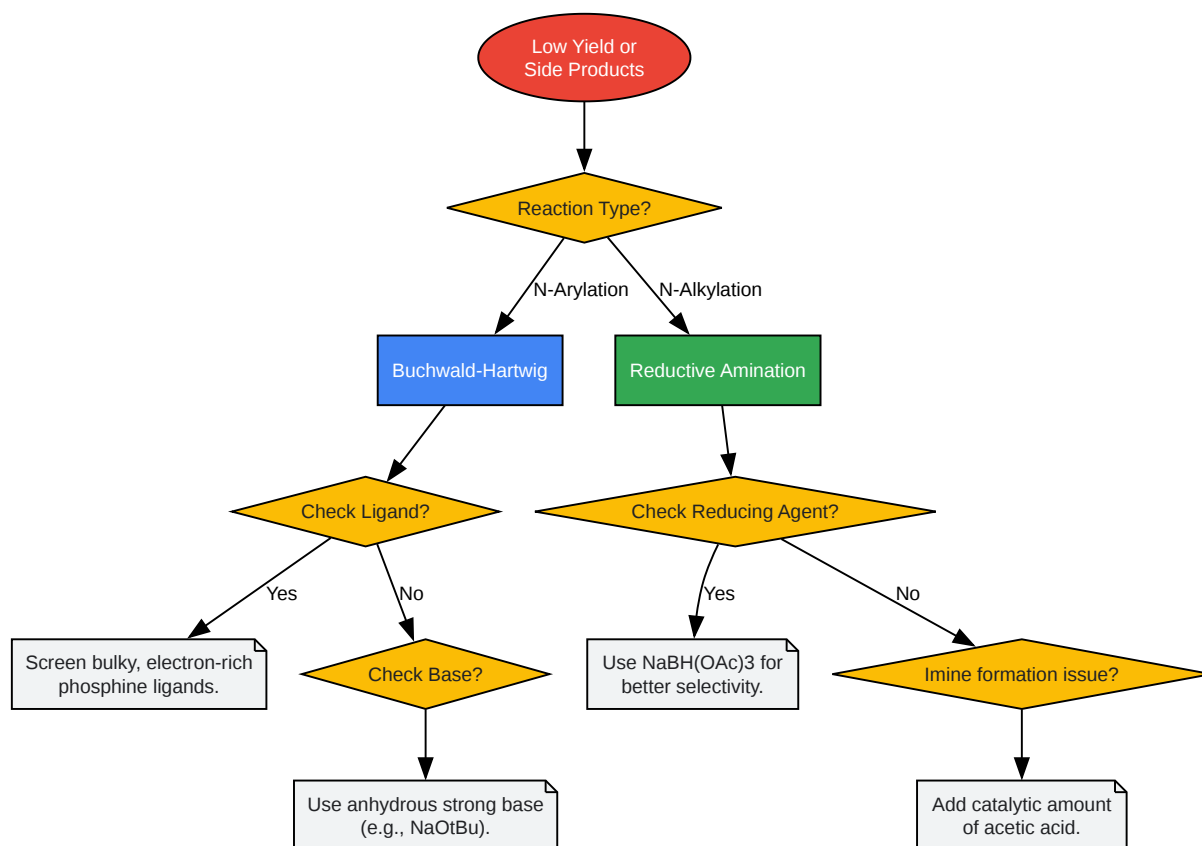 Low Yield or
Side Products
Reaction Type?
N-Arylation
N-Alkylation
Buchwald-Hartwig
Reductive Amination
Check Ligand?
Check Reducing Agent?
Yes
No
Yes
No
Screen bulky, electron-rich
phosphine ligands.
Check Base?
Use NaBH(OAc)3 for
better selectivity.
Imine formation issue?
Use anhydrous strong base
(e.g., NaOtBu).
Add catalytic amount
of acetic acid.